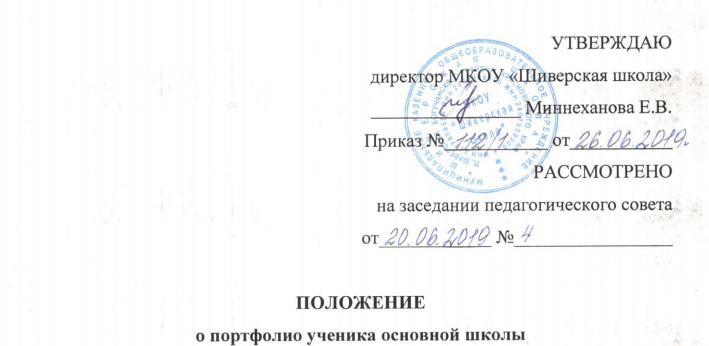 УТВЕРЖДАЮ
директор МКОУ «Шиверская школа»
Миннеханова Е.В.
Приказ № 112/1 от 26.06.2019г.
РАССМОТРЕНО
на заседании педагогического совета
от 20.06.2019 № 4
ПОЛОЖЕНИЕ
о портфолио ученика основной школы